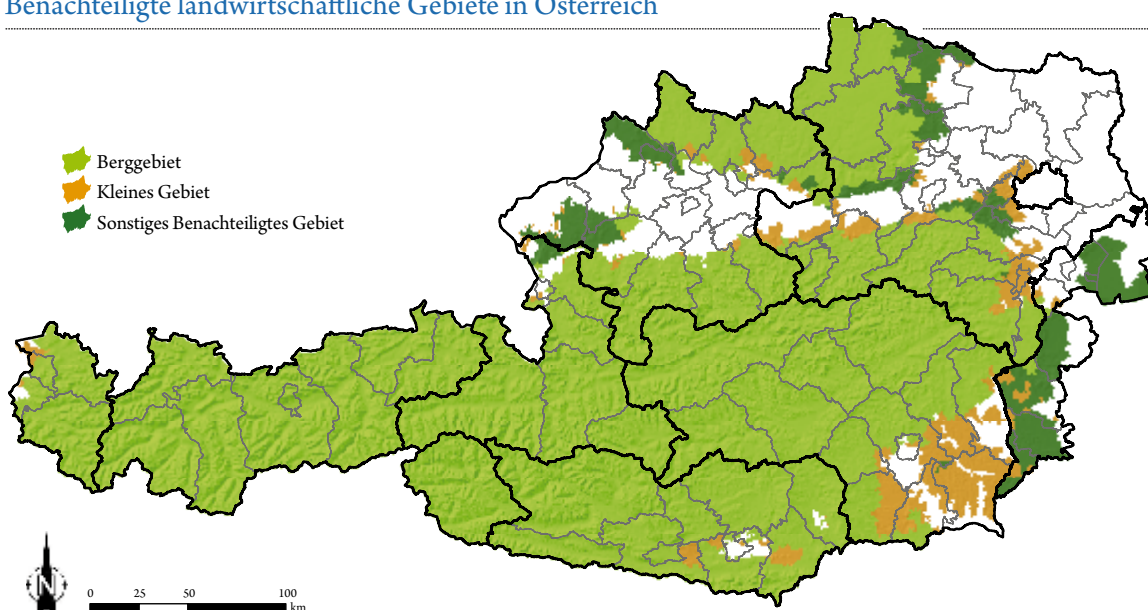 Benachteiligte landwirtschaftliche Gebiete in Österreich
Berggebiet
Kleines Gebiet
Sonstiges Benachteiligtes Gebiet
N
0 25 50 100
km